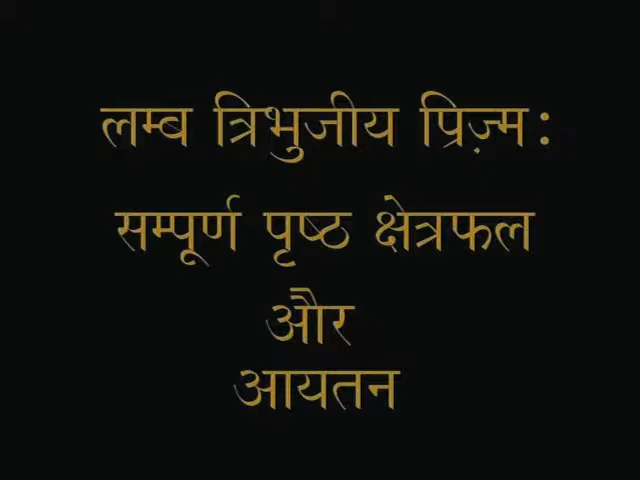 लम्ब त्रिभुजीय प्रिज़्म:
सम्पूर्ण पृष्ठ क्षेत्रफल
और
आयतन